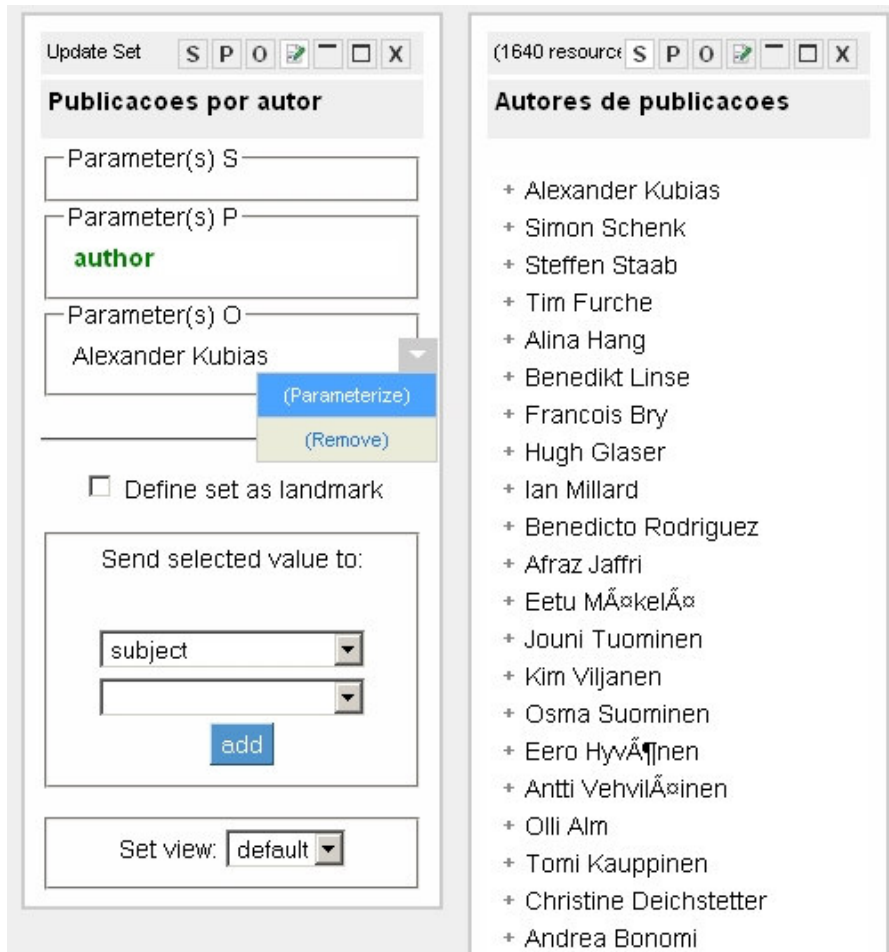 Update Set S P O X
Publicacoes por autor
Parameter(s) S
Parameter(s) P
author
Parameter(s) O
Alexander Kubias
(Parameterize)
(Remove)
Define set as landmark
Send selected value to:
subject
add
Set view: default
(1640 resource S P O X
Autores de publicacoes
+ Alexander Kubias
+ Simon Schenk
+ Steffen Staab
+ Tim Furche
+ Alina Hang
+ Benedikt Linse
+ Francois Bry
+ Hugh Glaser
+ Ian Millard
+ Benedicto Rodriguez
+ Afraz Jaffri
+ Eetu MÃ¤kelÃ¤
+ Jouni Tuominen
+ Kim Viljanen
+ Osma Suominen
+ Eero HyvÃ¶nen
+ Antti VehvilÃ¤inen
+ Olli Alm
+ Tomi Kauppinen
+ Christine Deichstetter
+ Andrea Bonomi